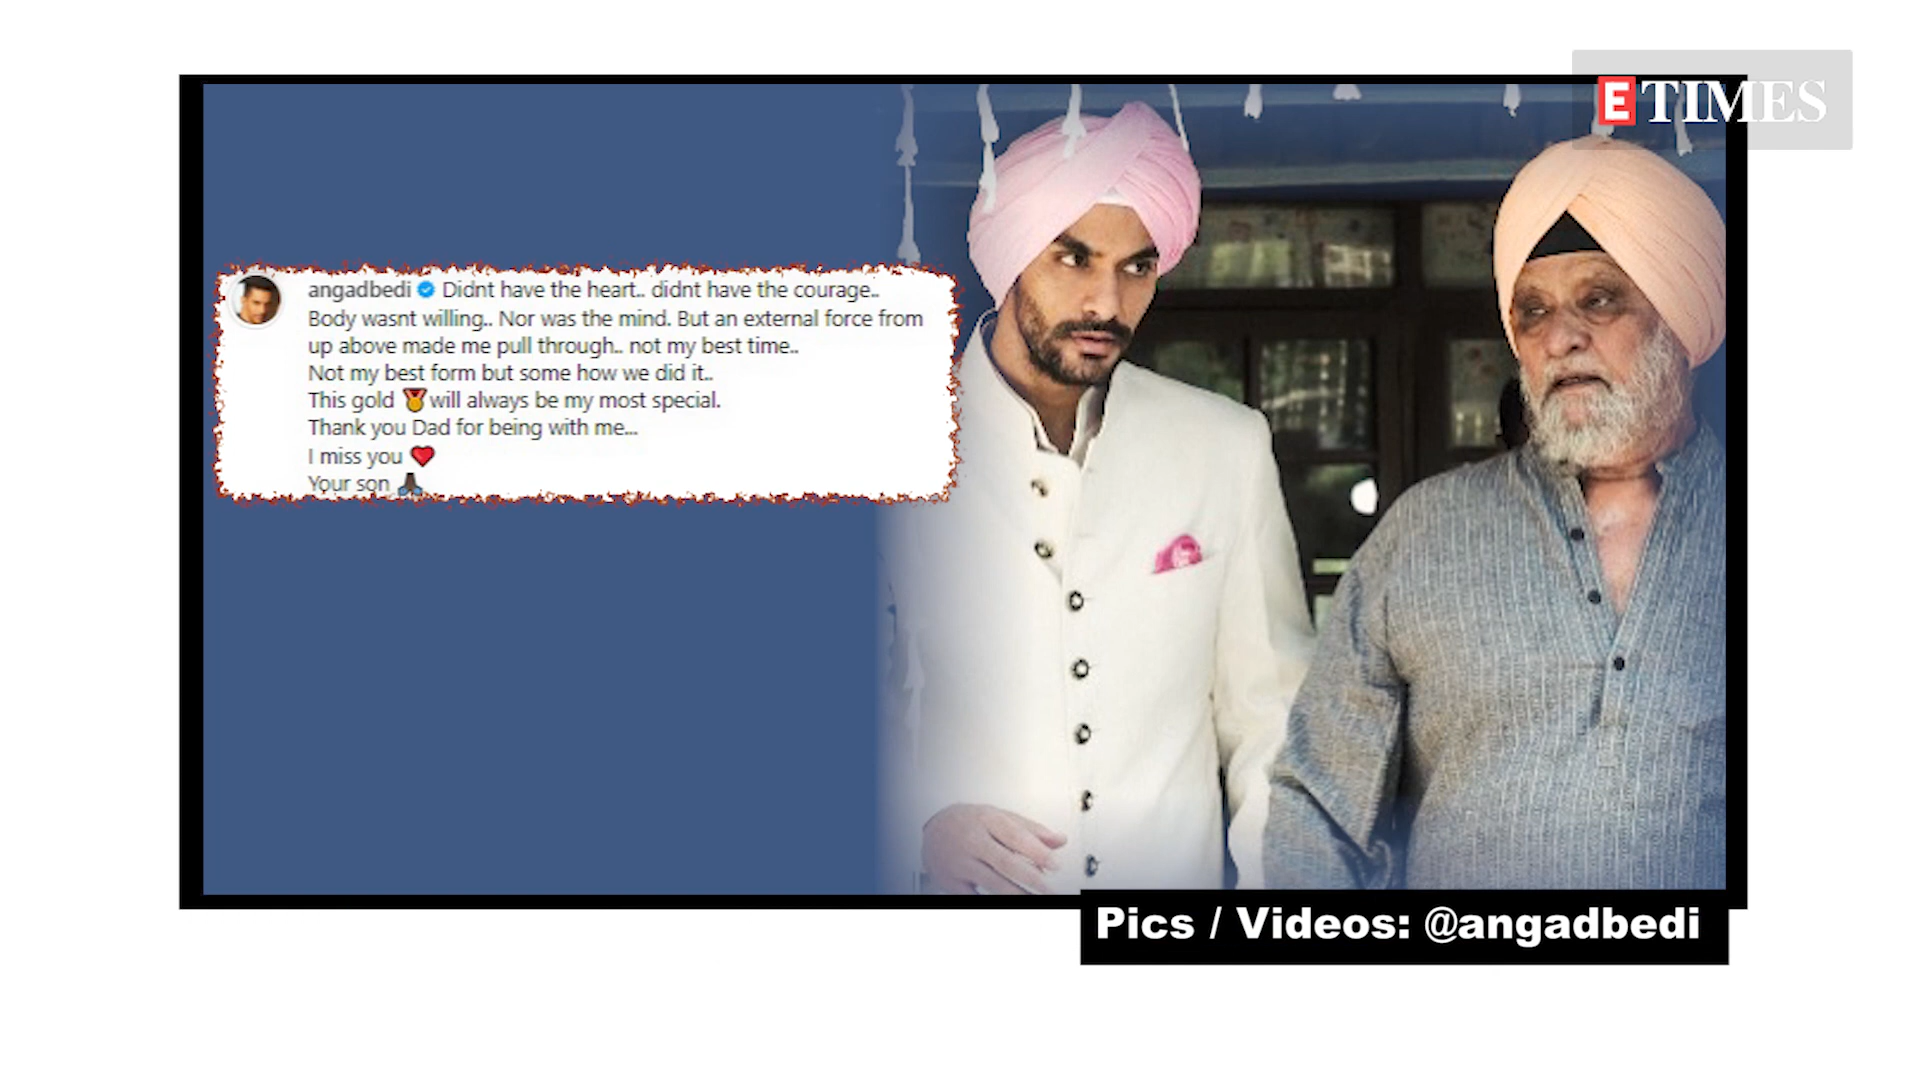 E TIMES
angadbedi Didnt have the heart.. didnt have the courage..
Body wasnt willing.. Nor was the mind. But an external force from
up above made me pull through.. not my best time..
Not my best form but some how we did it..
This gold 🏅will always be my most special.
Thank you Dad for being with me...
I miss you ❤️
Your son 🙏🏿
Pics / Videos: @angadbedi